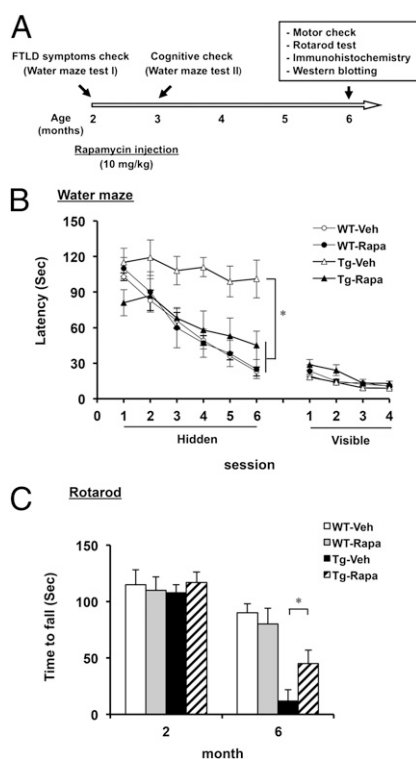 A
FTLD symptoms check
(Water maze test I)
Cognitive check
(Water maze test II)
- Motor check
- Rotarod test
- Immunohistochemistry
- Western blotting
Age
(months)
2 3 4 5 6
Rapamycin injection
(10 mg/kg)
B Water maze
Latency (Sec)
150
120
90
60
30
0
WT-Veh
WT-Rapa
Tg-Veh
Tg-Rapa
*
0 1 2 3 4 5 6 1 2 3 4
Hidden Visible
session
C Rotarod
Time to fall (Sec)
150
100
50
0
WT-Veh
WT-Rapa
Tg-Veh
Tg-Rapa
*
2 6
month